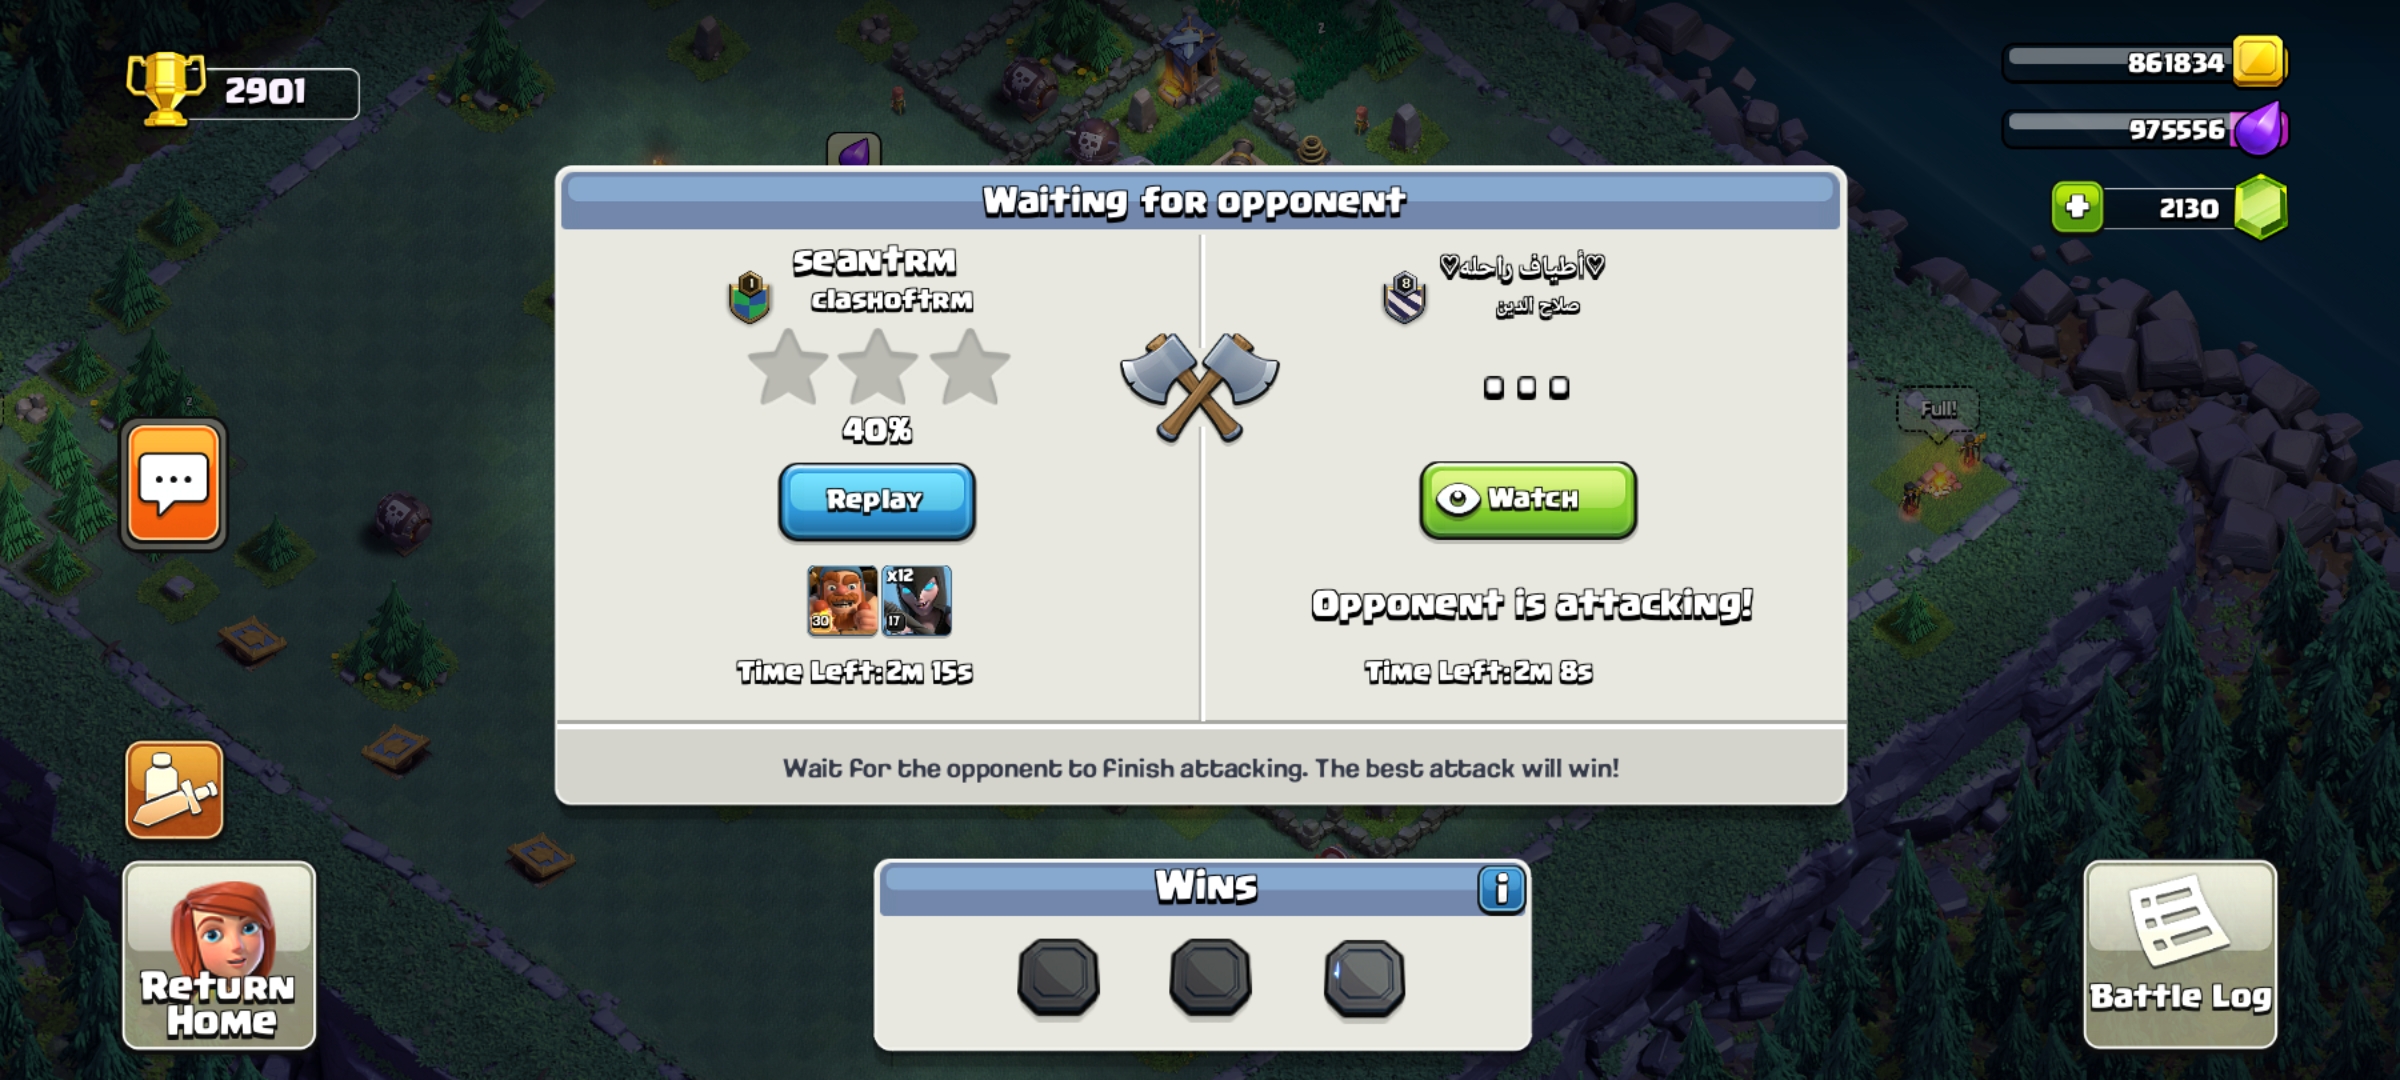 2901
861834
975556
2130
Waiting for opponent
seantrm
clashoftrm
1
40%
Replay
30
x12
17
Time Left: 2m 15s
♡أطياف راحله♡
صلاح الدين
8
Watch
Opponent is attacking!
Time Left: 2m 8s
Wait for the opponent to finish attacking. The best attack will win!
Full!
z
z
Wins
i
Return
Home
Battle Log